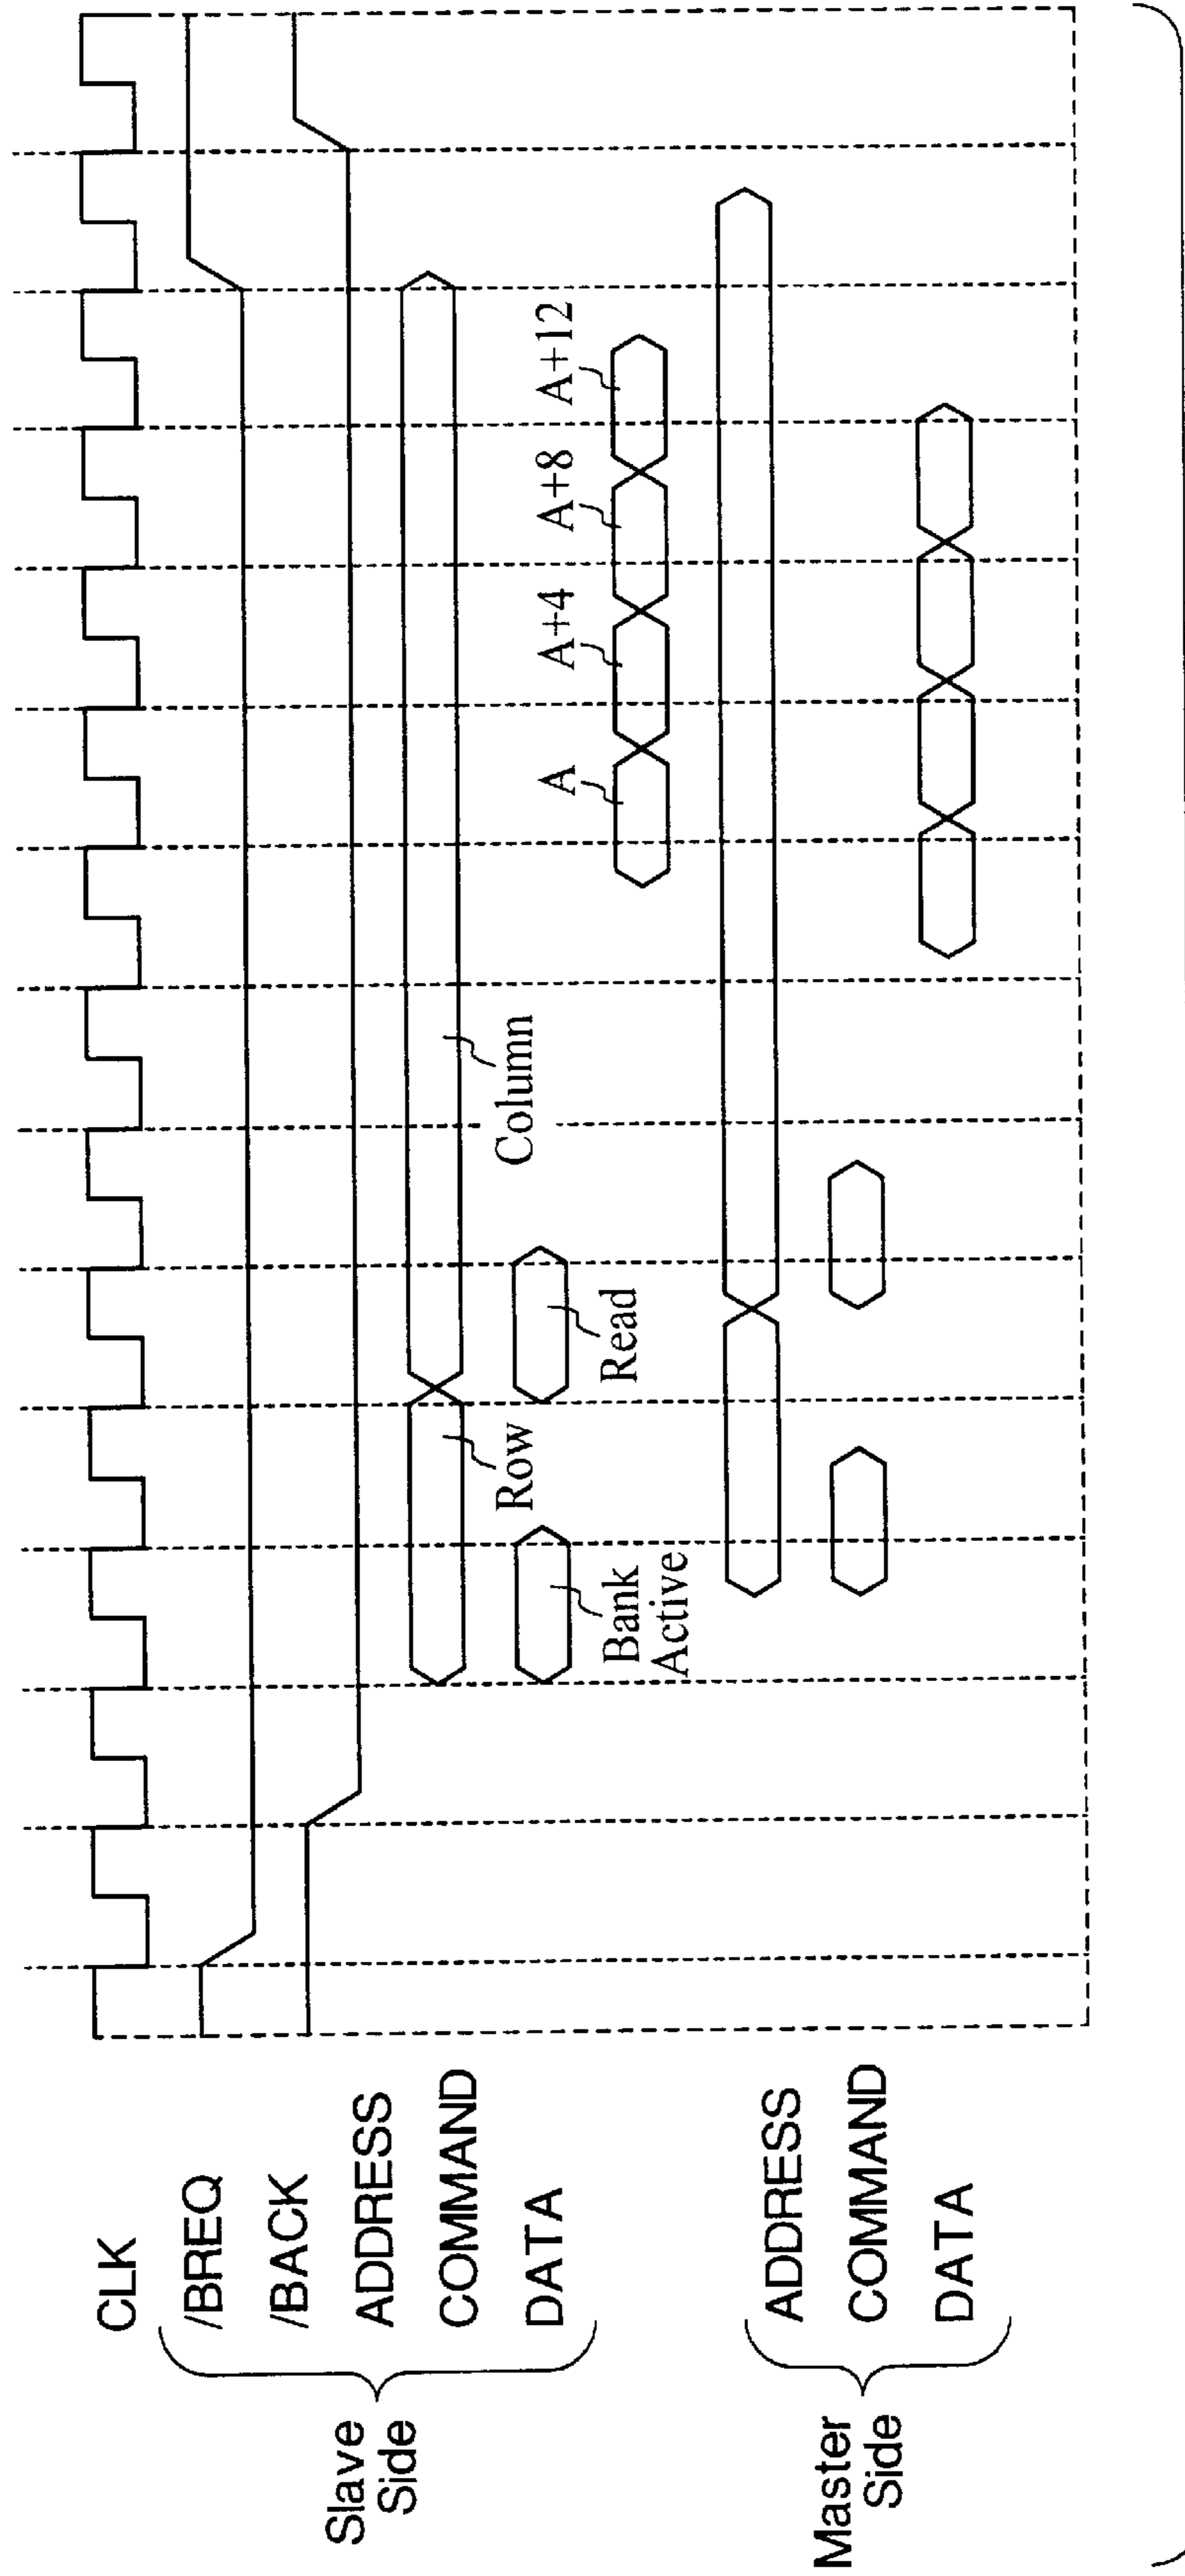 CLK
Slave
Side
/BREQ
/BACK
ADDRESS
Row
Column
COMMAND
Bank
Active
Read
DATA
A
A+4
A+8
A+12
Master
Side
ADDRESS
COMMAND
DATA